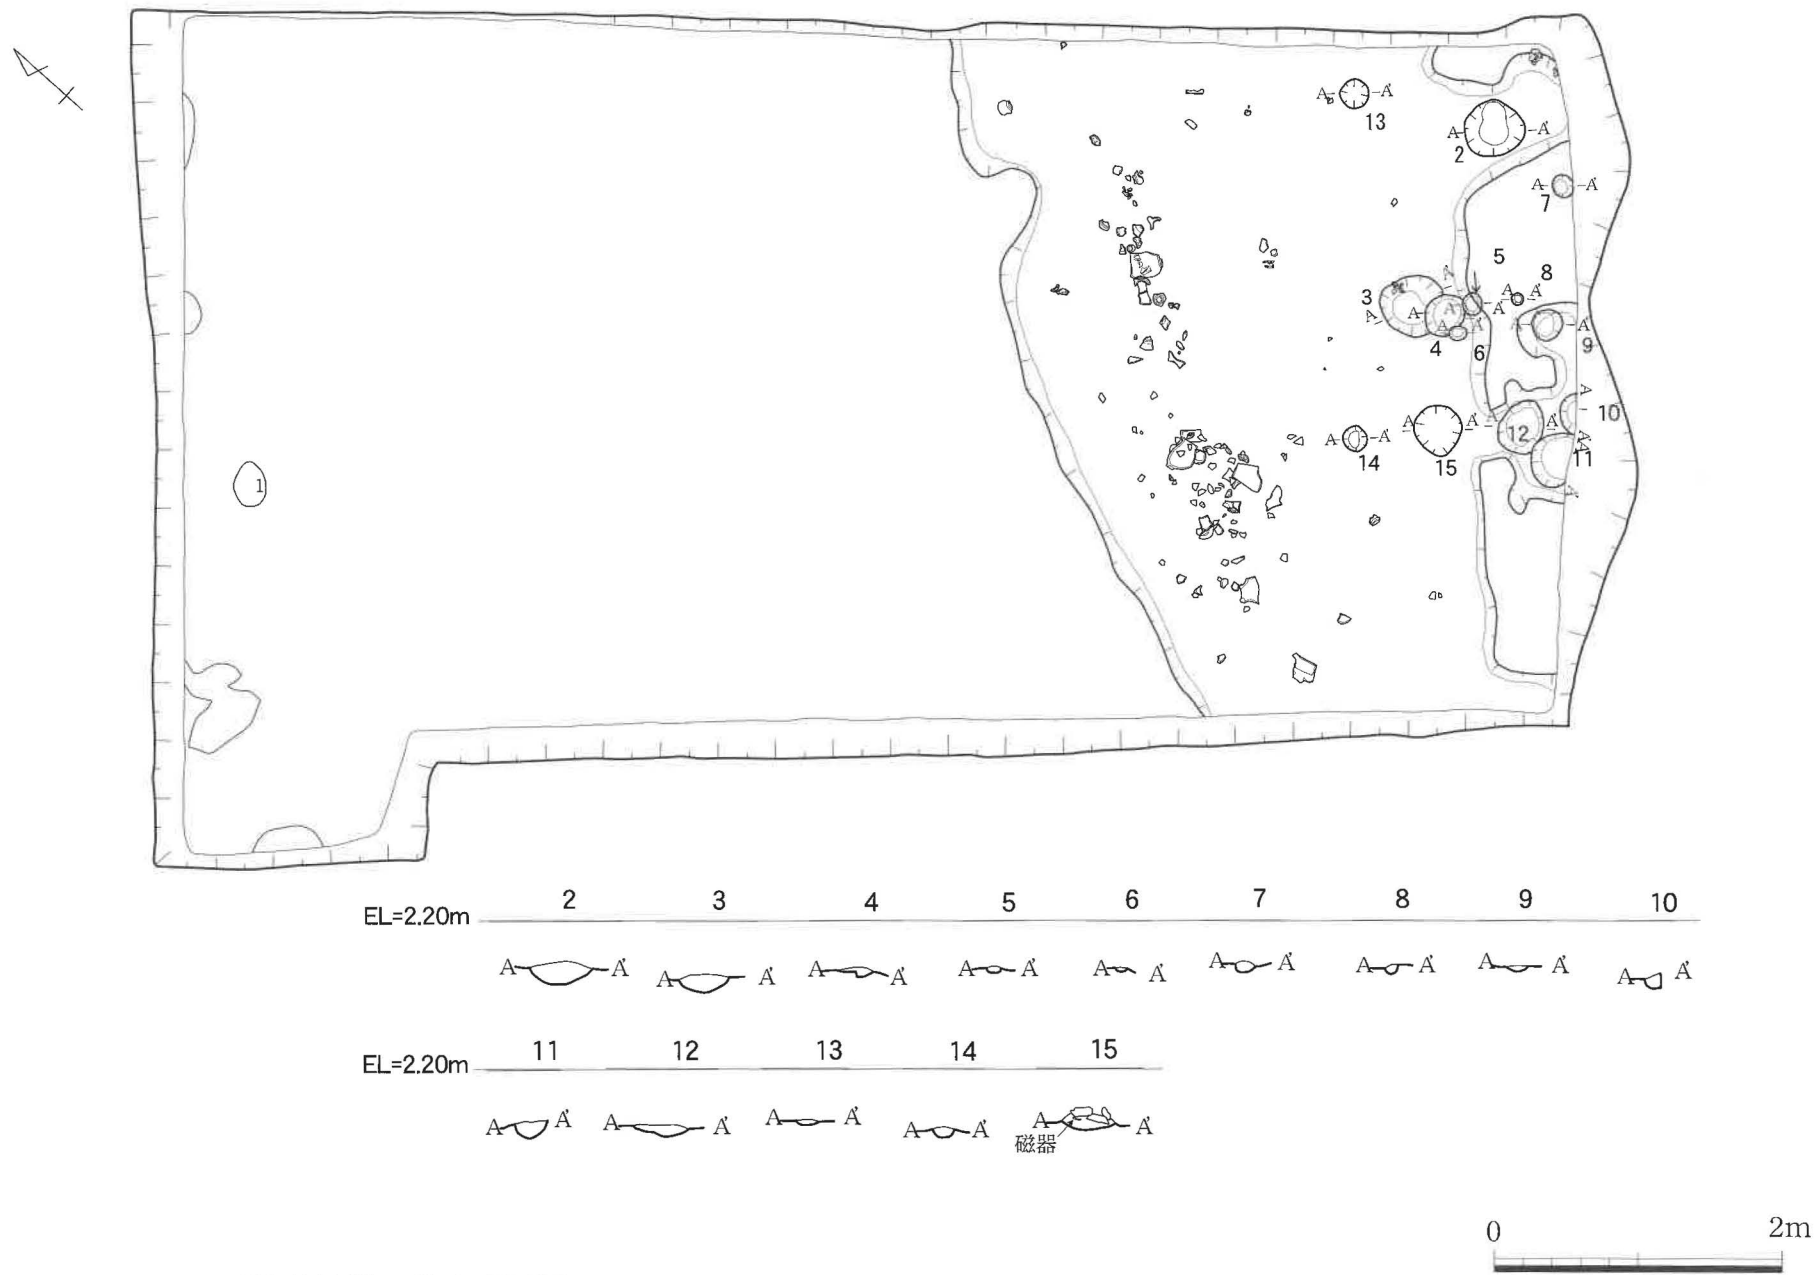 A A' 13
A A' 2
A A' 7
5
8
A A'
3
A
A
A'
4
6
A A'
9
A
10
A A' 14
A A' 15
12
A'
11
1
2 3 4 5 6 7 8 9 10
EL=2.20m
A A' A A' A A' A A' A A' A A' A A' A A' A A'
11 12 13 14 15
EL=2.20m
A A' A A' A A' A A' A A'
磁器
0 2m